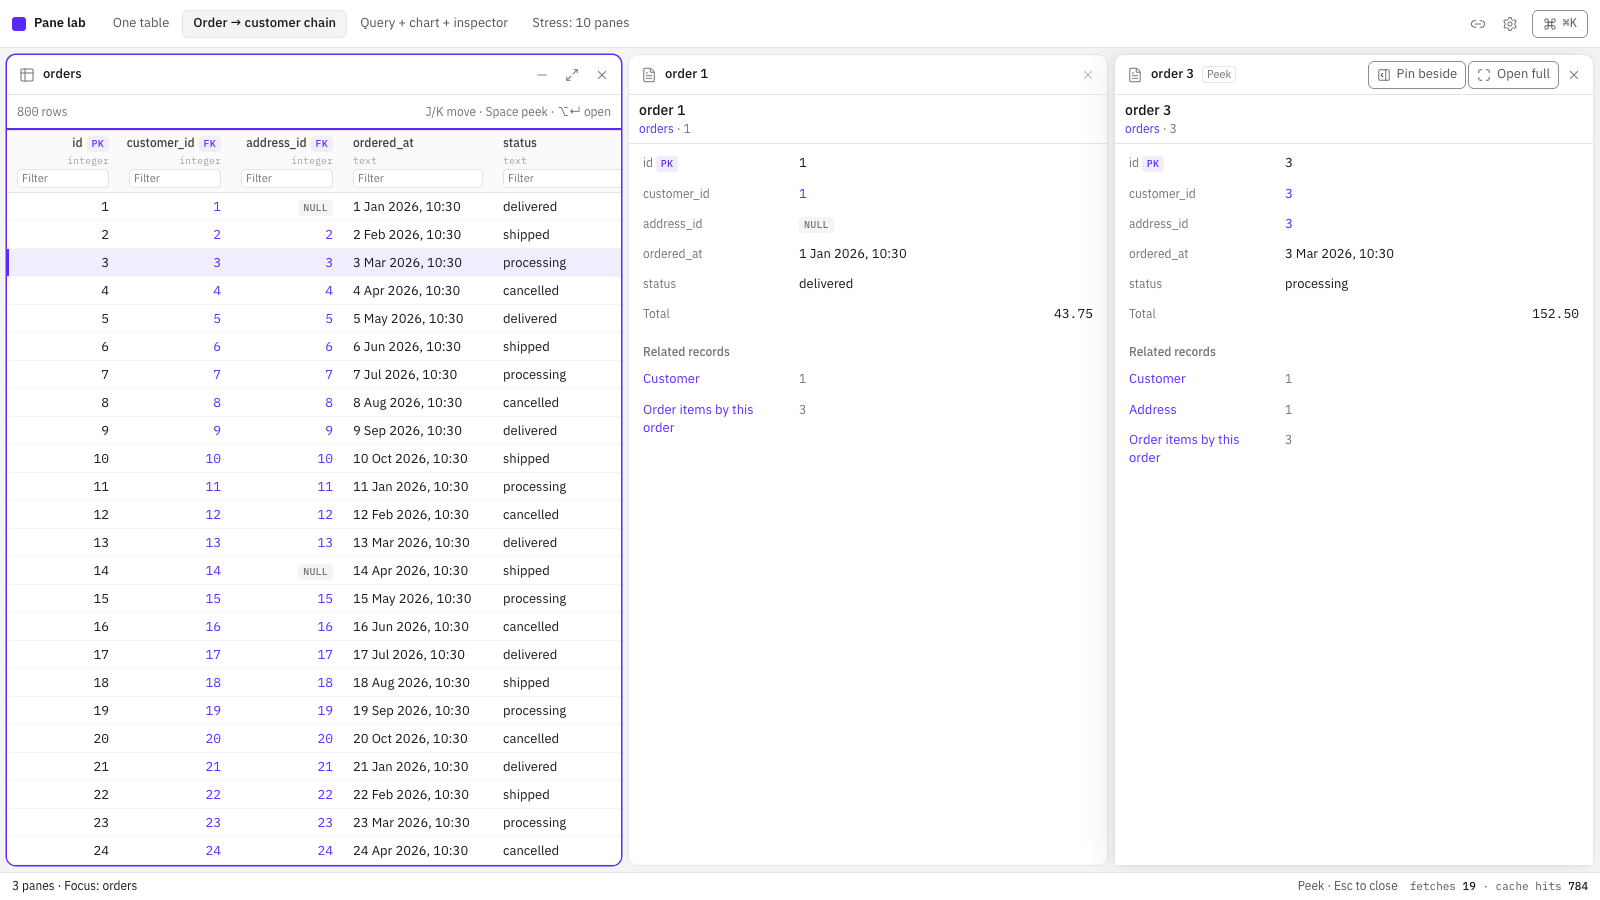 Pane lab One table Order → customer chain Query + chart + inspector Stress: 10 panes ⌘ ⌘K
orders
800 rows J/K move · Space peek · ⌥↵ open
id PK customer_id FK address_id FK ordered_at status
integer integer integer text text
Filter Filter Filter Filter Filter
1 1 NULL 1 Jan 2026, 10:30 delivered
2 2 2 2 Feb 2026, 10:30 shipped
3 3 3 3 Mar 2026, 10:30 processing
4 4 4 4 Apr 2026, 10:30 cancelled
5 5 5 5 May 2026, 10:30 delivered
6 6 6 6 Jun 2026, 10:30 shipped
7 7 7 7 Jul 2026, 10:30 processing
8 8 8 8 Aug 2026, 10:30 cancelled
9 9 9 9 Sep 2026, 10:30 delivered
10 10 10 10 Oct 2026, 10:30 shipped
11 11 11 11 Jan 2026, 10:30 processing
12 12 12 12 Feb 2026, 10:30 cancelled
13 13 13 13 Mar 2026, 10:30 delivered
14 14 NULL 14 Apr 2026, 10:30 shipped
15 15 15 15 May 2026, 10:30 processing
16 16 16 16 Jun 2026, 10:30 cancelled
17 17 17 17 Jul 2026, 10:30 delivered
18 18 18 18 Aug 2026, 10:30 shipped
19 19 19 19 Sep 2026, 10:30 processing
20 20 20 20 Oct 2026, 10:30 cancelled
21 21 21 21 Jan 2026, 10:30 delivered
22 22 22 22 Feb 2026, 10:30 shipped
23 23 23 23 Mar 2026, 10:30 processing
24 24 24 24 Apr 2026, 10:30 cancelled
order 1
order 1
orders · 1
id PK 1
customer_id 1
address_id NULL
ordered_at 1 Jan 2026, 10:30
status delivered
Total 43.75
Related records
Customer 1
Order items by this 3
order
order 3 Peek Pin beside Open full
order 3
orders · 3
id PK 3
customer_id 3
address_id 3
ordered_at 3 Mar 2026, 10:30
status processing
Total 152.50
Related records
Customer 1
Address 1
Order items by this 3
order
3 panes · Focus: orders Peek · Esc to close fetches 19 · cache hits 784